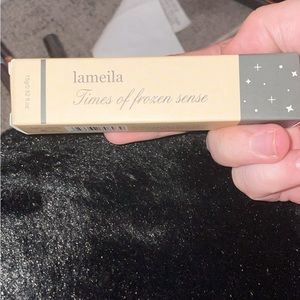 lameila
Times of frozen sense